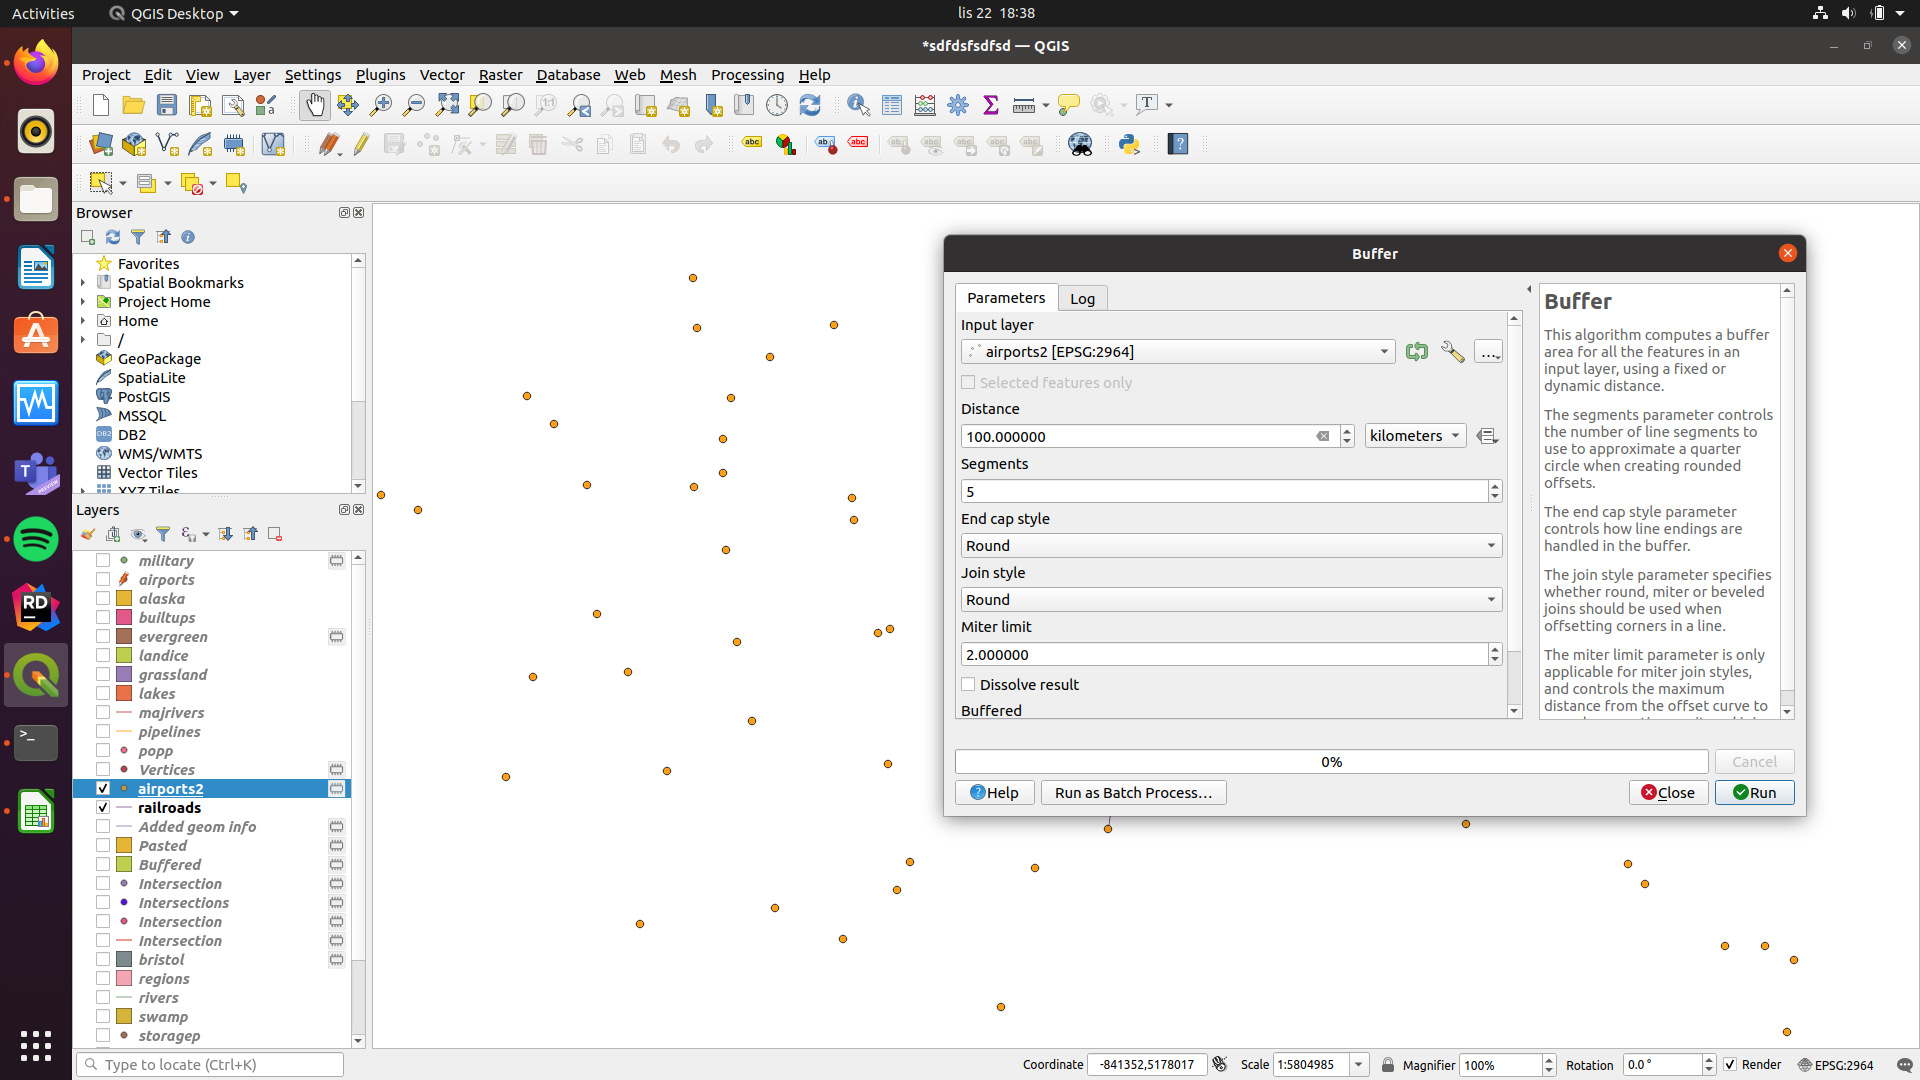 Activities
QGIS Desktop
lis 22 18:38
*sdfdsfsdfsd — QGIS
Project Edit View Layer Settings Plugins Vector Raster Database Web Mesh Processing Help
Browser
Favorites
Spatial Bookmarks
Project Home
Home
/
GeoPackage
SpatiaLite
PostGIS
MSSQL
DB2
WMS/WMTS
Vector Tiles
XYZ Tiles
Layers
military
airports
alaska
builtups
evergreen
landice
grassland
lakes
majrivers
pipelines
popp
Vertices
airports2
railroads
Added geom info
Pasted
Buffered
Intersection
Intersections
Intersection
Intersection
bristol
regions
rivers
swamp
storagep
Buffer
Parameters
Log
Input layer
airports2 [EPSG:2964]
…
Selected features only
Distance
100.000000
kilometers
Segments
5
End cap style
Round
Join style
Round
Miter limit
2.000000
Dissolve result
Buffered
Buffer
This algorithm computes a buffer
area for all the features in an
input layer, using a fixed or
dynamic distance.
The segments parameter controls
the number of line segments to
use to approximate a quarter
circle when creating rounded
offsets.
The end cap style parameter
controls how line endings are
handled in the buffer.
The join style parameter specifies
whether round, miter or beveled
joins should be used when
offsetting corners in a line.
The miter limit parameter is only
applicable for miter join styles,
and controls the maximum
distance from the offset curve to
0%
Cancel
Help
Run as Batch Process…
Close
Run
Type to locate (Ctrl+K)
Coordinate -841352,5178017
Scale 1:5804985
Magnifier 100%
Rotation 0.0 °
Render
EPSG:2964